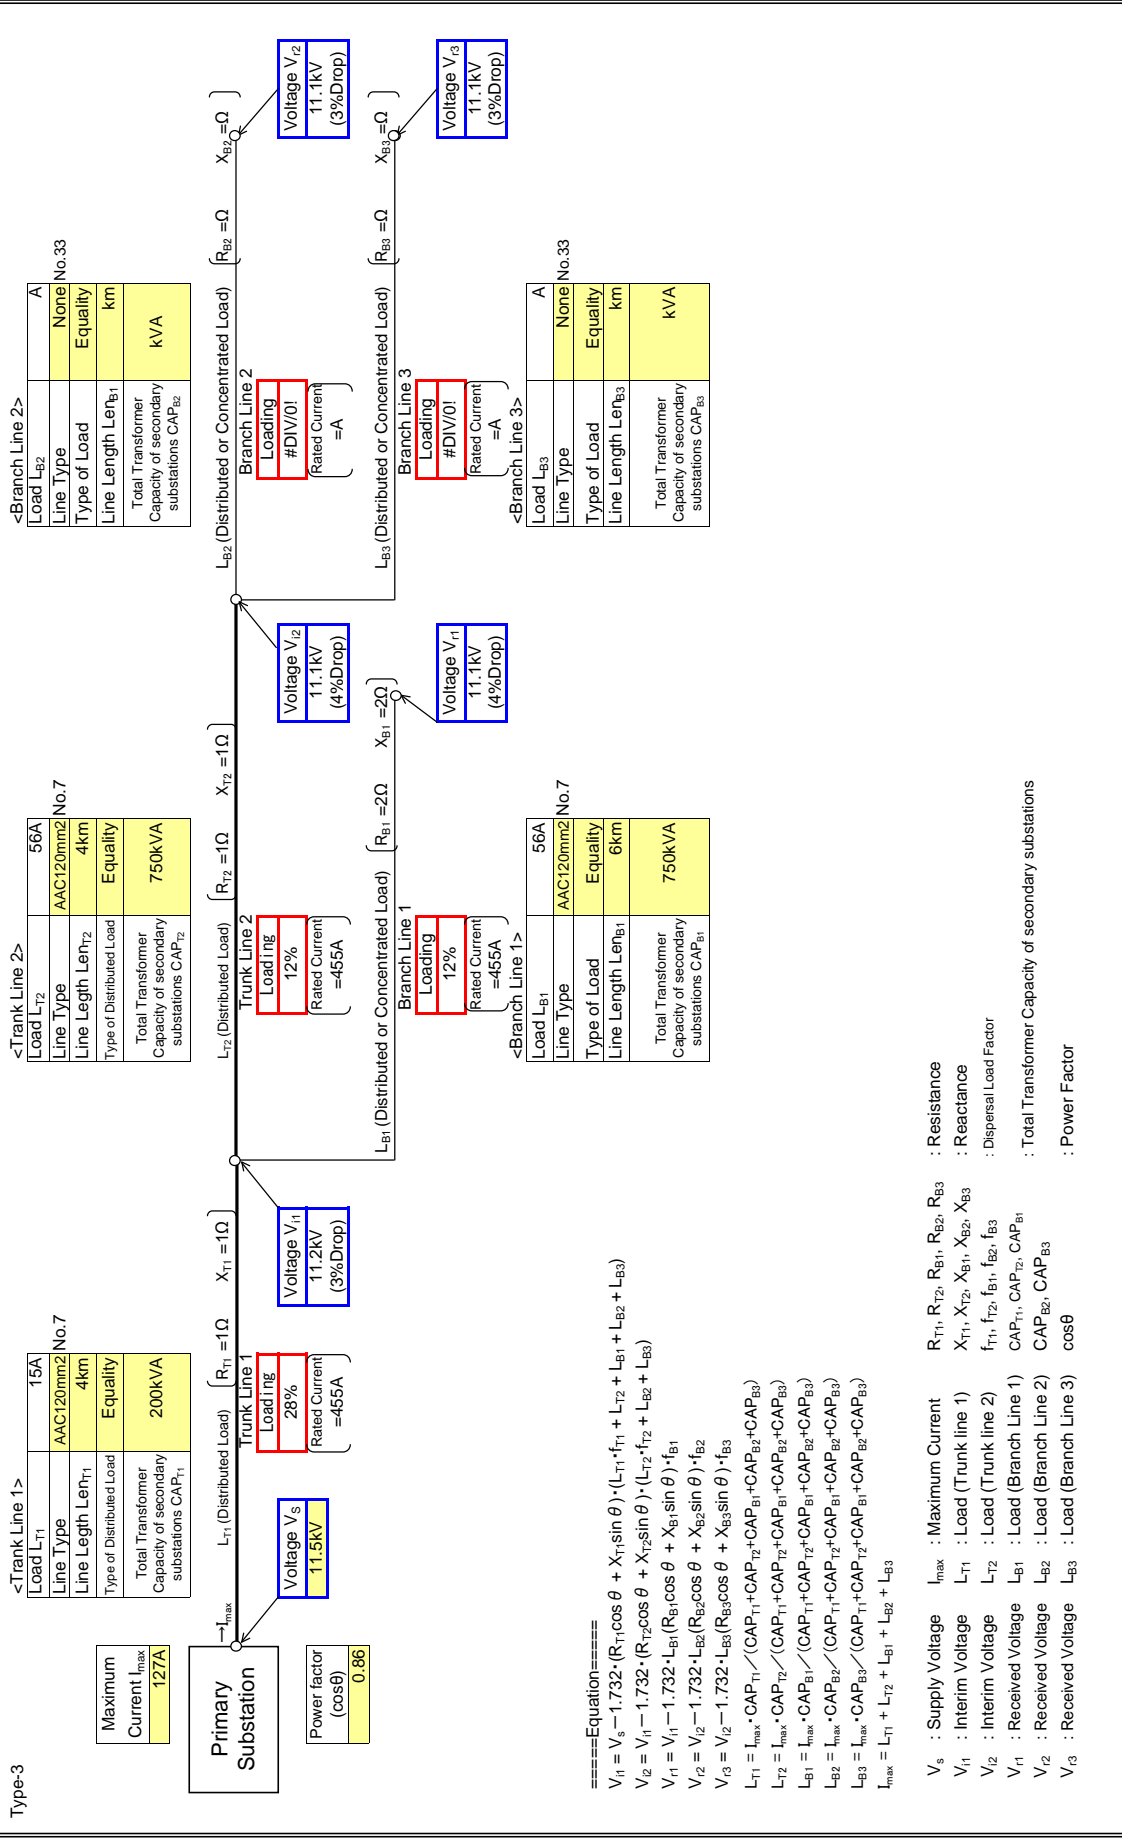 Type-3
Maximum
Current Imax
127A
Power factor
(cosθ)
0.86
Primary
Substation
→Imax
Voltage Vs
11.5kV
<Trank Line 1>
Load LT1 15A
Line Type AAC120mm2 No.7
Line Legth LenT1 4km
Type of Distributed Load Equality
Total Transformer
Capacity of secondary
substations CAPT1
200kVA
LT1 (Distributed Load)
RT1 =1Ω XT1 =1Ω
Trunk Line 1
Loading
28%
Rated Current
=455A
Voltage Vi1
11.2kV
(3%Drop)
<Trank Line 2>
Load LT2 56A
Line Type AAC120mm2 No.7
Line Legth LenT2 4km
Type of Distributed Load Equality
Total Transformer
Capacity of secondary
substations CAPT2
750kVA
LT2 (Distributed Load)
RT2 =1Ω XT2 =1Ω
Trunk Line 2
Loading
12%
Rated Current
=455A
Voltage Vi2
11.1kV
(4%Drop)
LB1 (Distributed or Concentrated Load)
RB1 =2Ω XB1 =2Ω
Branch Line 1
Loading
12%
Rated Current
=455A
Voltage Vr1
11.1kV
(4%Drop)
<Branch Line 1>
Load LB1 56A
Line Type AAC120mm2 No.7
Type of Load Equality
Line Length LenB1 6km
Total Transformer
Capacity of secondary
substations CAPB1
750kVA
<Branch Line 2>
Load LB2 A
Line Type None No.33
Type of Load Equality
Line Length LenB1 km
Total Transformer
Capacity of secondary
substations CAPB2
kVA
LB2 (Distributed or Concentrated Load)
RB2 =Ω XB2 =Ω
Branch Line 2
Loading
#DIV/0!
Rated Current
=A
Voltage Vr2
11.1kV
(3%Drop)
LB3 (Distributed or Concentrated Load)
RB3 =Ω XB3 =Ω
Branch Line 3
Loading
#DIV/0!
Rated Current
=A
Voltage Vr3
11.1kV
(3%Drop)
<Branch Line 3>
Load LB3 A
Line Type None No.33
Type of Load Equality
Line Length LenB3 km
Total Transformer
Capacity of secondary
substations CAPB3
kVA
=====Equation=====
Vi1 = Vs－1.732・(RT1cos θ + XT1sin θ)・(LT1・fT1 + LT2 + LB1 + LB2 + LB3)
Vi2 = Vi1－1.732・(RT2cos θ + XT2sin θ)・(LT2・fT2 + LB2 + LB3)
Vr1 = Vi1－1.732・LB1(RB1cos θ + XB1sin θ)・fB1
Vr2 = Vi2－1.732・LB2(RB2cos θ + XB2sin θ)・fB2
Vr3 = Vi2－1.732・LB3(RB3cos θ + XB3sin θ)・fB3
LT1 = Imax・CAPT1／(CAPT1+CAPT2+CAPB1+CAPB2+CAPB3)
LT2 = Imax・CAPT2／(CAPT1+CAPT2+CAPB1+CAPB2+CAPB3)
LB1 = Imax・CAPB1／(CAPT1+CAPT2+CAPB1+CAPB2+CAPB3)
LB2 = Imax・CAPB2／(CAPT1+CAPT2+CAPB1+CAPB2+CAPB3)
LB3 = Imax・CAPB3／(CAPT1+CAPT2+CAPB1+CAPB2+CAPB3)
Imax = LT1 + LT2 + LB1 + LB2 + LB3
Vs : Supply Voltage Imax : Maximum Current RT1, RT2, RB1, RB2, RB3 : Resistance
Vi1 : Interim Voltage LT1 : Load (Trunk line 1) XT1, XT2, XB1, XB2, XB3 : Reactance
Vi2 : Interim Voltage LT2 : Load (Trunk line 2) fT1, fT2, fB1, fB2, fB3 : Dispersal Load Factor
Vr1 : Received Voltage LB1 : Load (Branch Line 1) CAPT1, CAPT2, CAPB1 : Total Transformer Capacity of secondary substations
Vr2 : Received Voltage LB2 : Load (Branch Line 2) CAPB2, CAPB3
Vr3 : Received Voltage LB3 : Load (Branch Line 3) cosθ : Power Factor